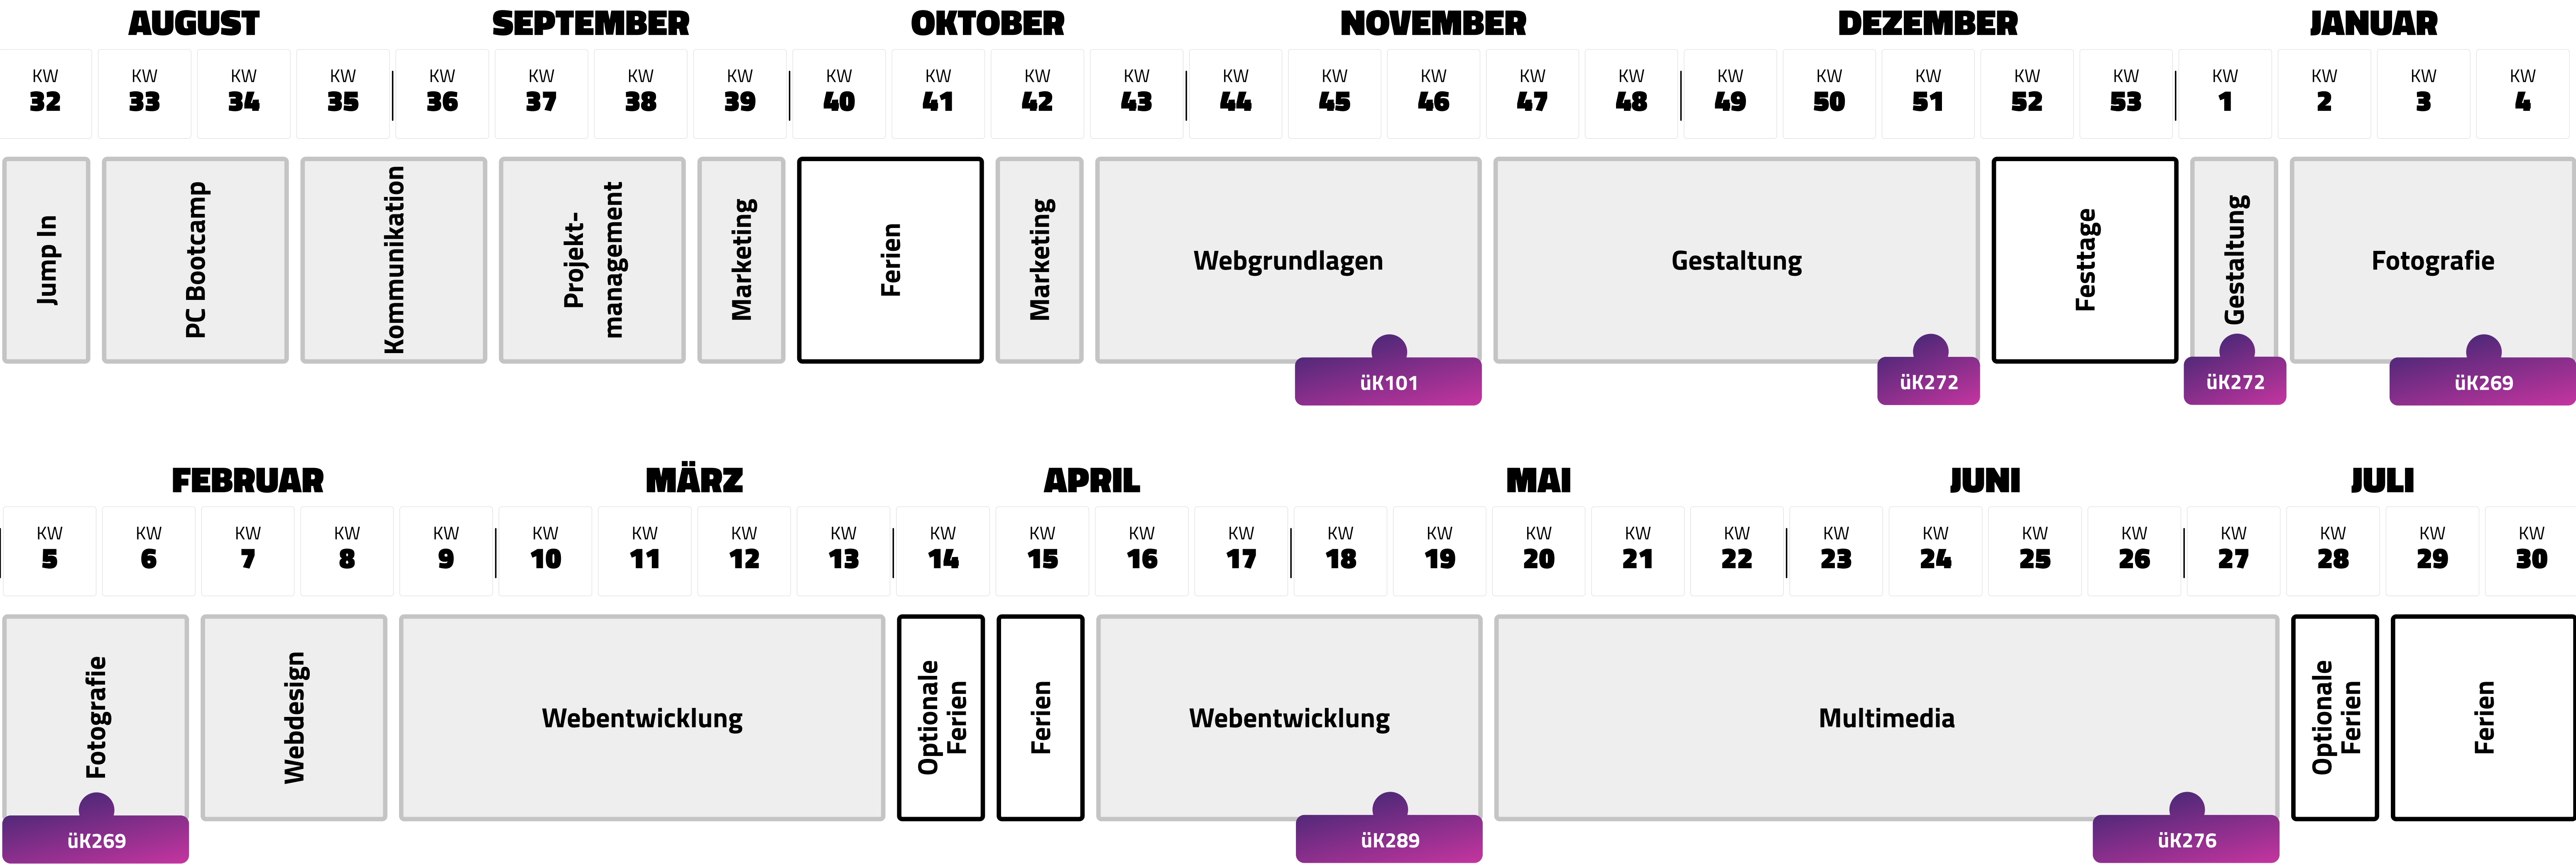 AUGUST SEPTEMBER OKTOBER NOVEMBER DEZEMBER JANUAR
KW KW KW KW KW KW KW KW KW KW KW KW KW KW KW KW KW KW KW KW KW KW KW KW KW KW
32 33 34 35 36 37 38 39 40 41 42 43 44 45 46 47 48 49 50 51 52 53 1 2 3 4
Jump In
PC Bootcamp
Kommunikation
Projekt-
management
Marketing
Ferien
Marketing
Webgrundlagen
Gestaltung
Festtage
Gestaltung
Fotografie
üK101
üK272
üK272
üK269
FEBRUAR MÄRZ APRIL MAI JUNI JULI
KW KW KW KW KW KW KW KW KW KW KW KW KW KW KW KW KW KW KW KW KW KW KW KW KW KW
5 6 7 8 9 10 11 12 13 14 15 16 17 18 19 20 21 22 23 24 25 26 27 28 29 30
Fotografie
Webdesign
Webentwicklung
Optionale
Ferien
Ferien
Webentwicklung
Multimedia
Optionale
Ferien
Ferien
üK269
üK289
üK276